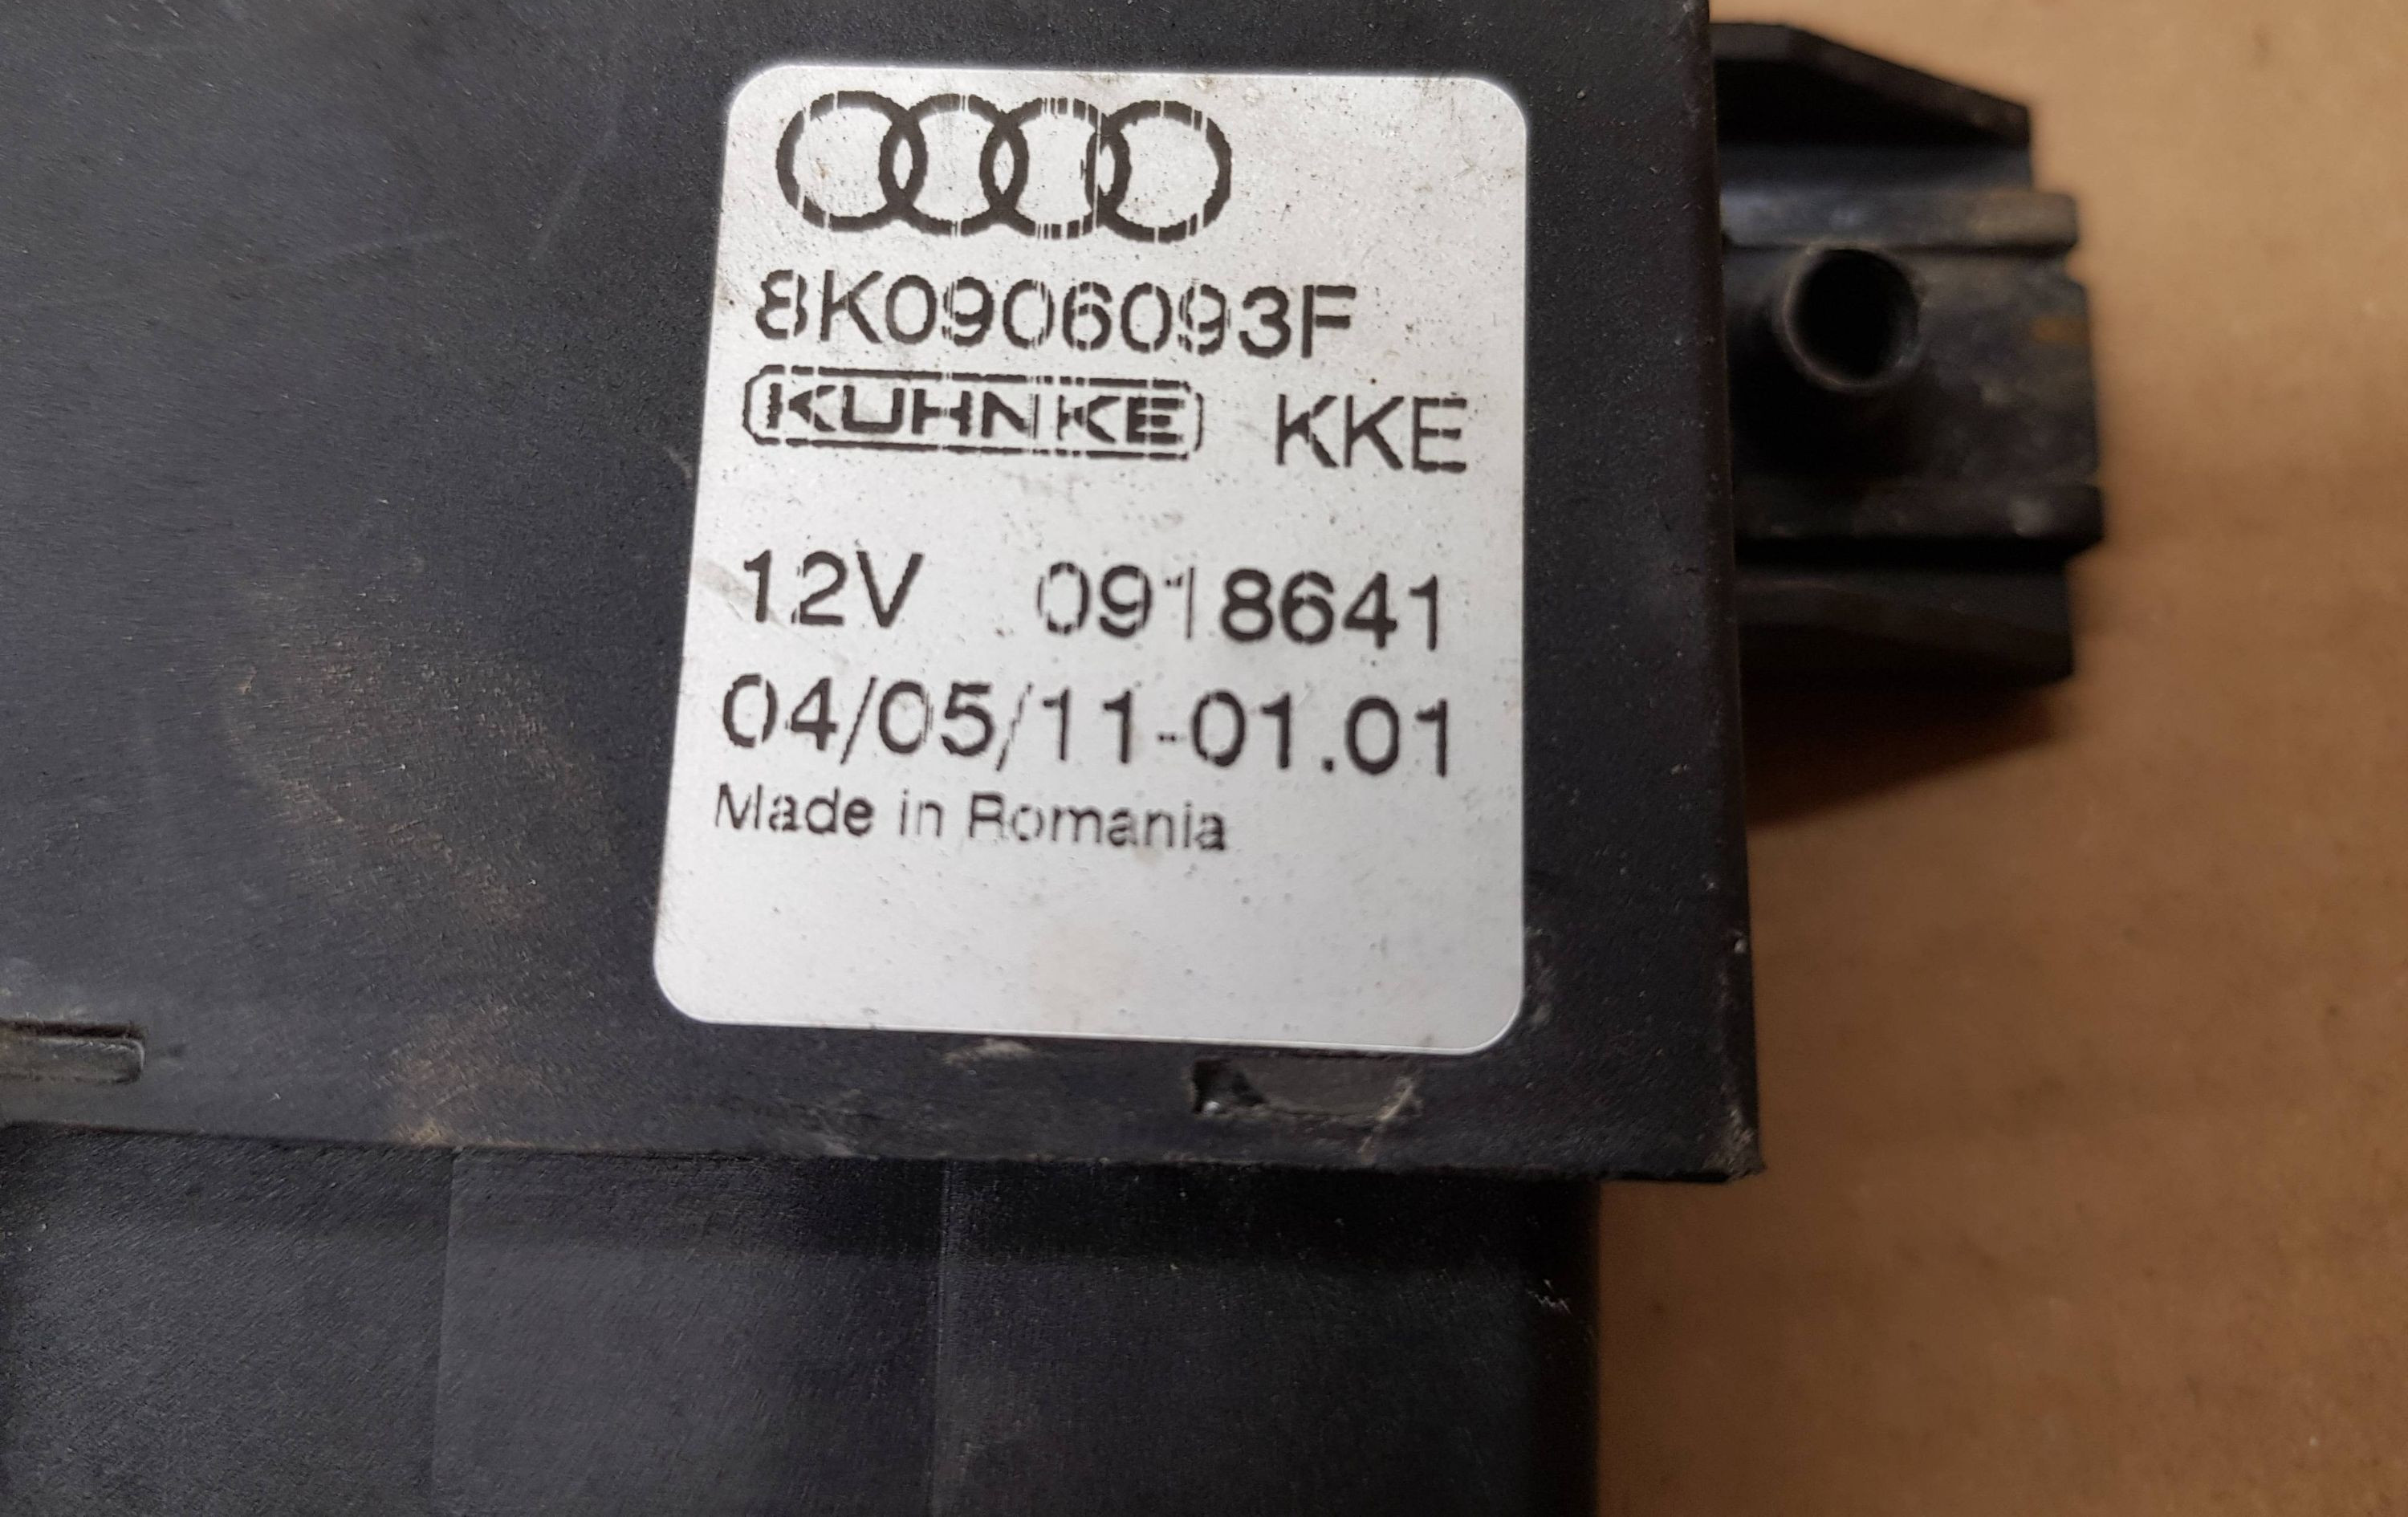 8K0906093F
KUHNKE KKE
12V 0918641
04/05/11-01.01
Made in Romania